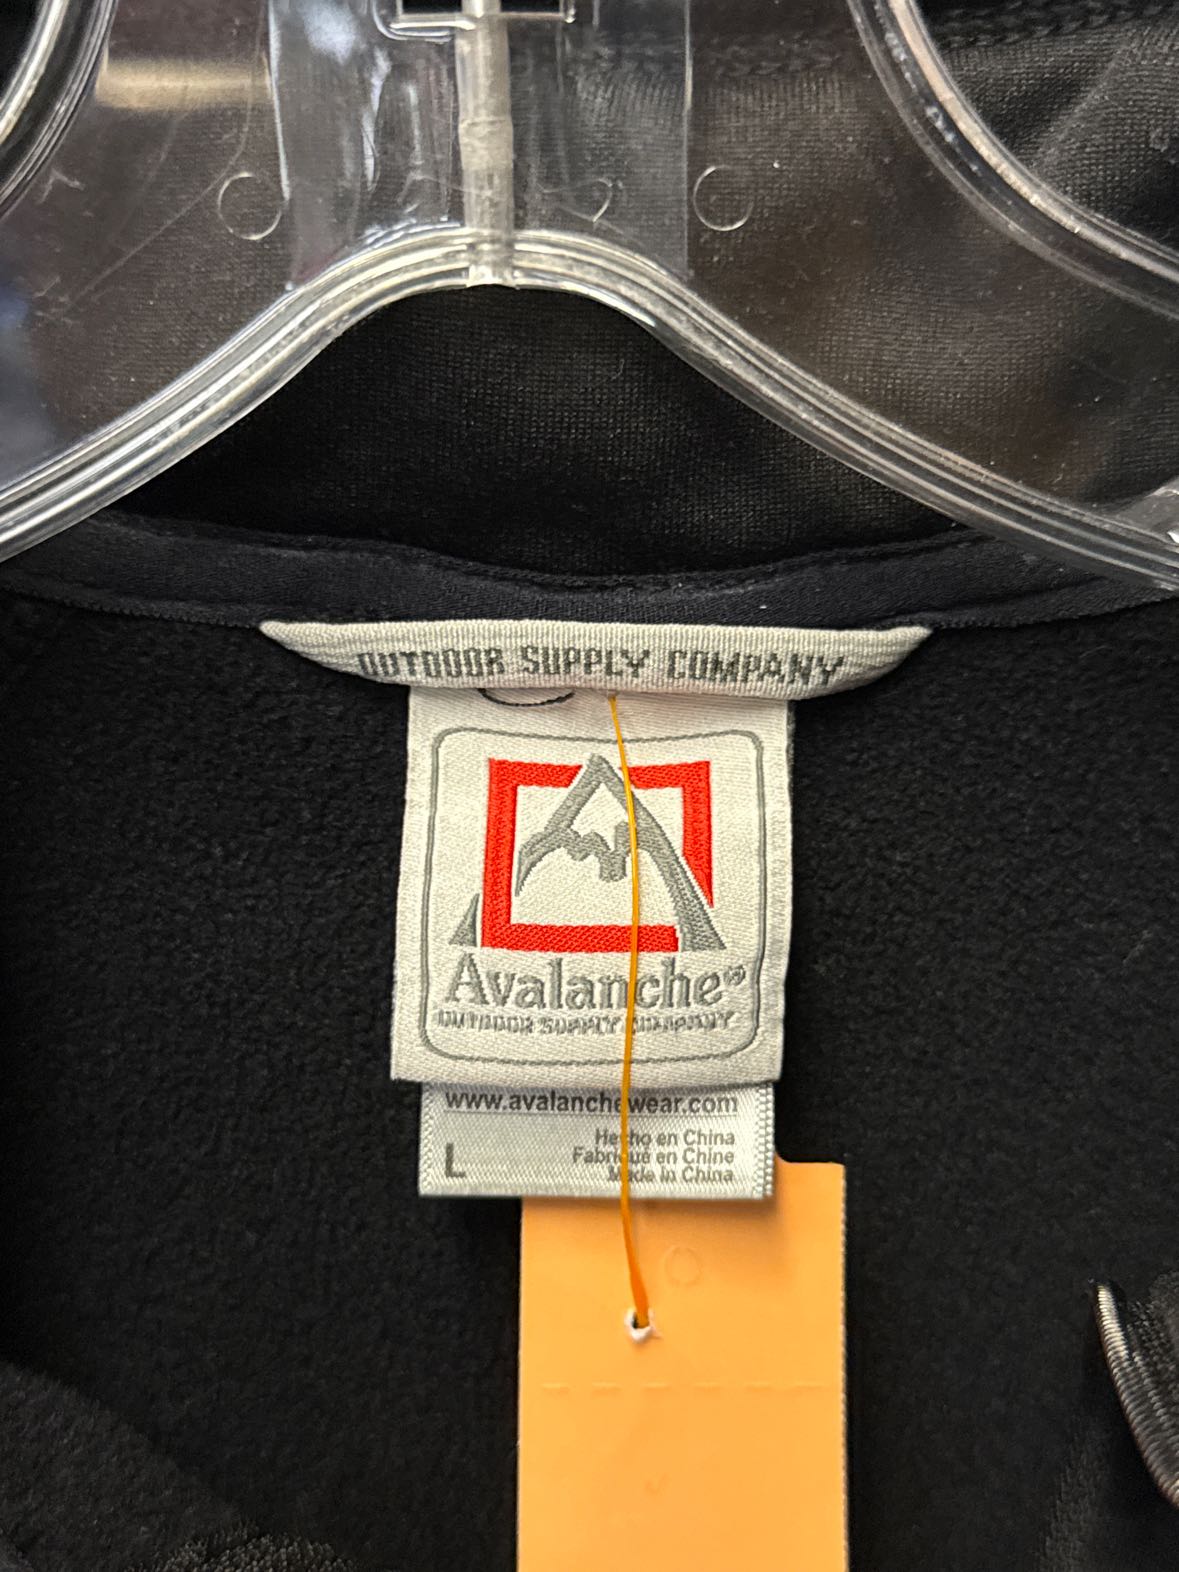 OUTDOOR SUPPLY COMPANY
Avalanche®
OUTDOOR SUPPLY COMPANY
www.avalanchewear.com
L
Hecho en China
Fabriqué en Chine
Made in China